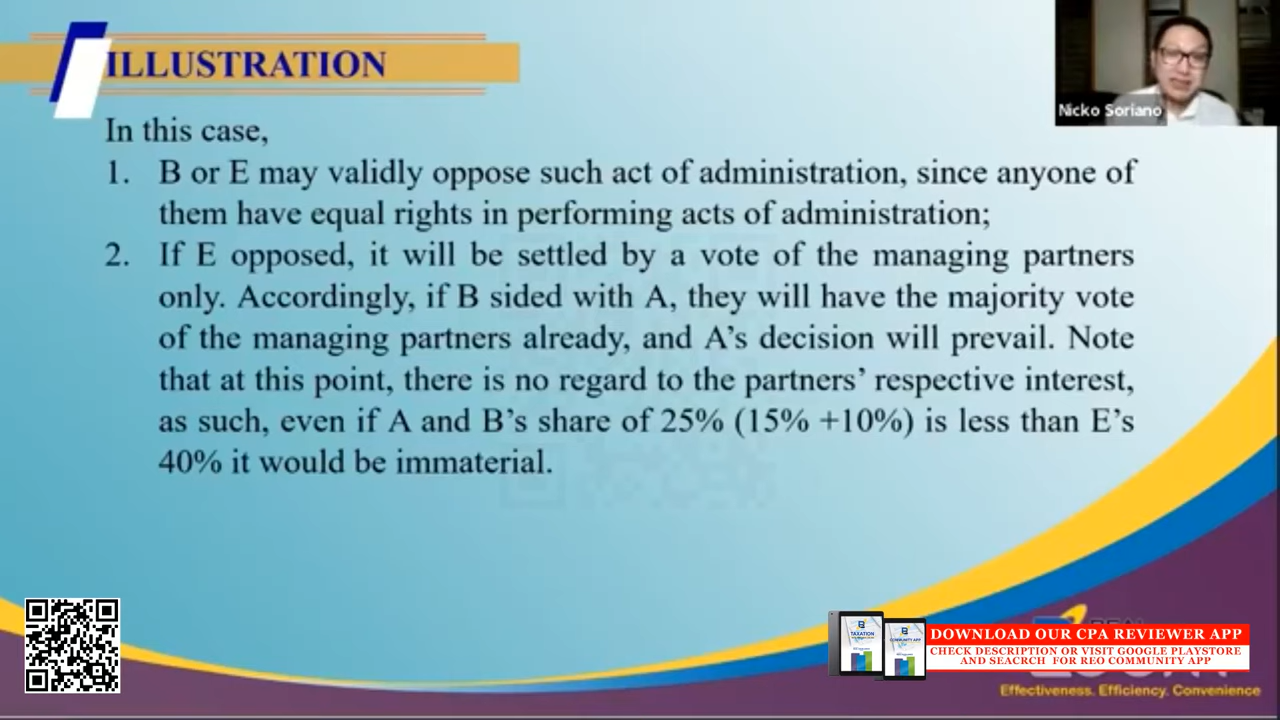 ILLUSTRATION
Nicko Soriano
In this case,
1. B or E may validly oppose such act of administration, since anyone of
them have equal rights in performing acts of administration;
2. If E opposed, it will be settled by a vote of the managing partners
only. Accordingly, if B sided with A, they will have the majority vote
of the managing partners already, and A’s decision will prevail. Note
that at this point, there is no regard to the partners’ respective interest,
as such, even if A and B’s share of 25% (15% +10%) is less than E’s
40% it would be immaterial.
TAXATION
COMMUNITY APP
DOWNLOAD OUR CPA REVIEWER APP
CHECK DESCRIPTION OR VISIT GOOGLE PLAYSTORE
AND SEACRCH FOR REO COMMUNITY APP
Effectiveness. Efficiency. Convenience